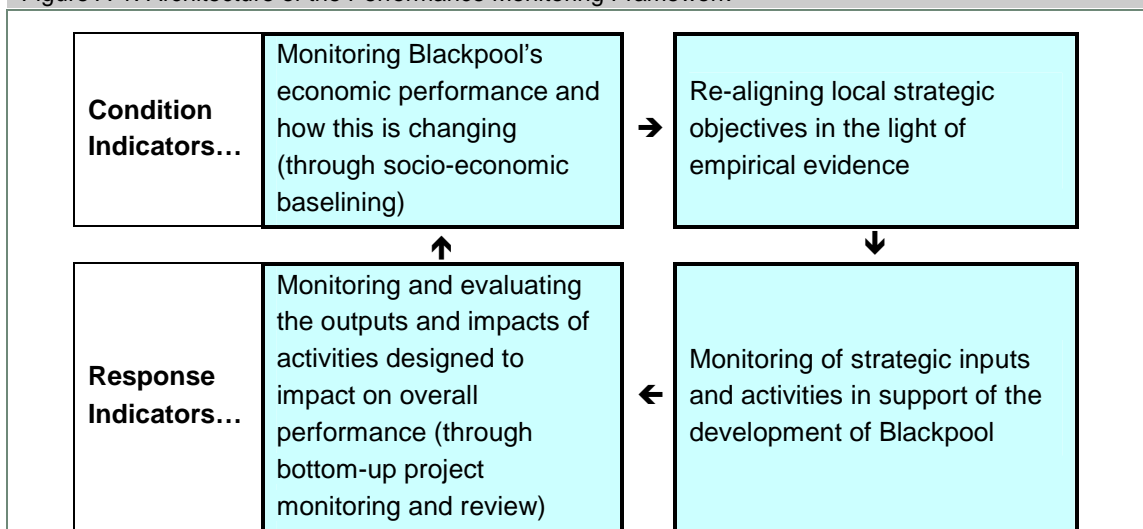 Figure Architecture of the Performance Monitoring Framework
Condition
Indicators…
Monitoring Blackpool’s
economic performance and
how this is changing
(through socio-economic
baselining)
Re-aligning local strategic
objectives in the light of
empirical evidence
Response
Indicators…
Monitoring and evaluating
the outputs and impacts of
activities designed to
impact on overall
performance (through
bottom-up project
monitoring and review)
Monitoring of strategic inputs
and activities in support of the
development of Blackpool